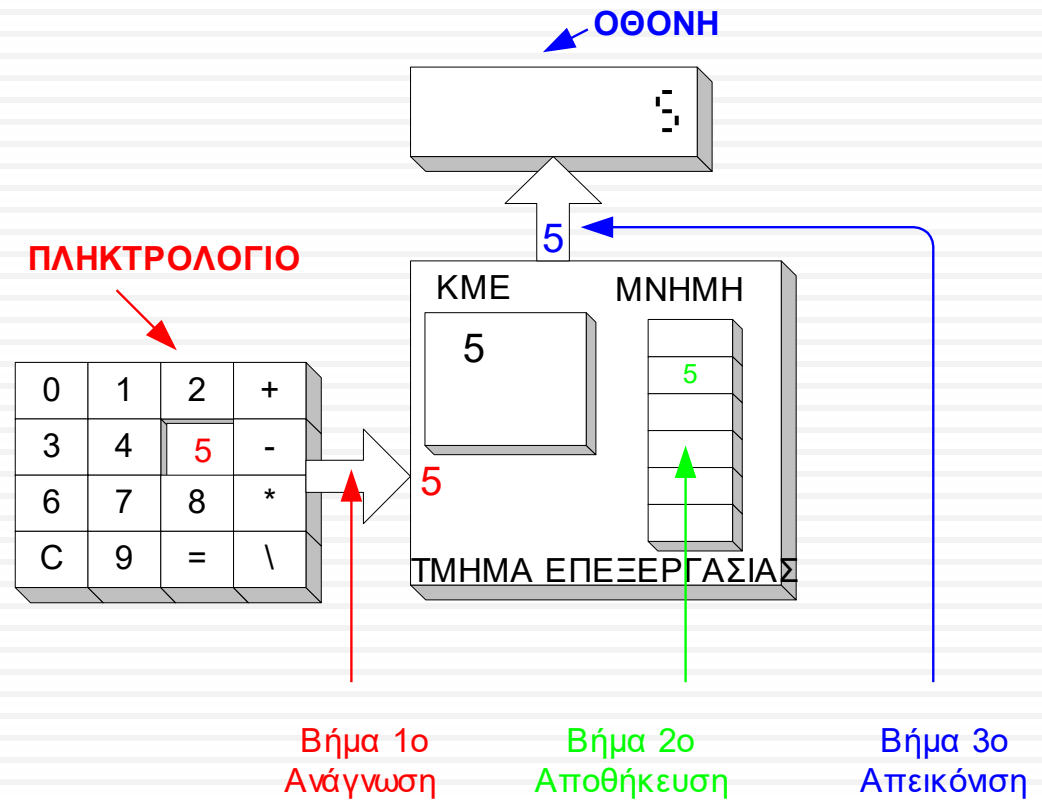 ΟΘΟΝΗ
5
5
ΠΛΗΚΤΡΟΛΟΓΙΟ
ΚΜΕ ΜΝΗΜΗ
5
5
0 1 2 +
3 4 5 -
5
6 7 8 *
C 9 = \
ΤΜΗΜΑ ΕΠΕΞΕΡΓΑΣΙΑΣ
Βήμα 1ο
Ανάγνωση
Βήμα 2ο
Αποθήκευση
Βήμα 3ο
Απεικόνιση